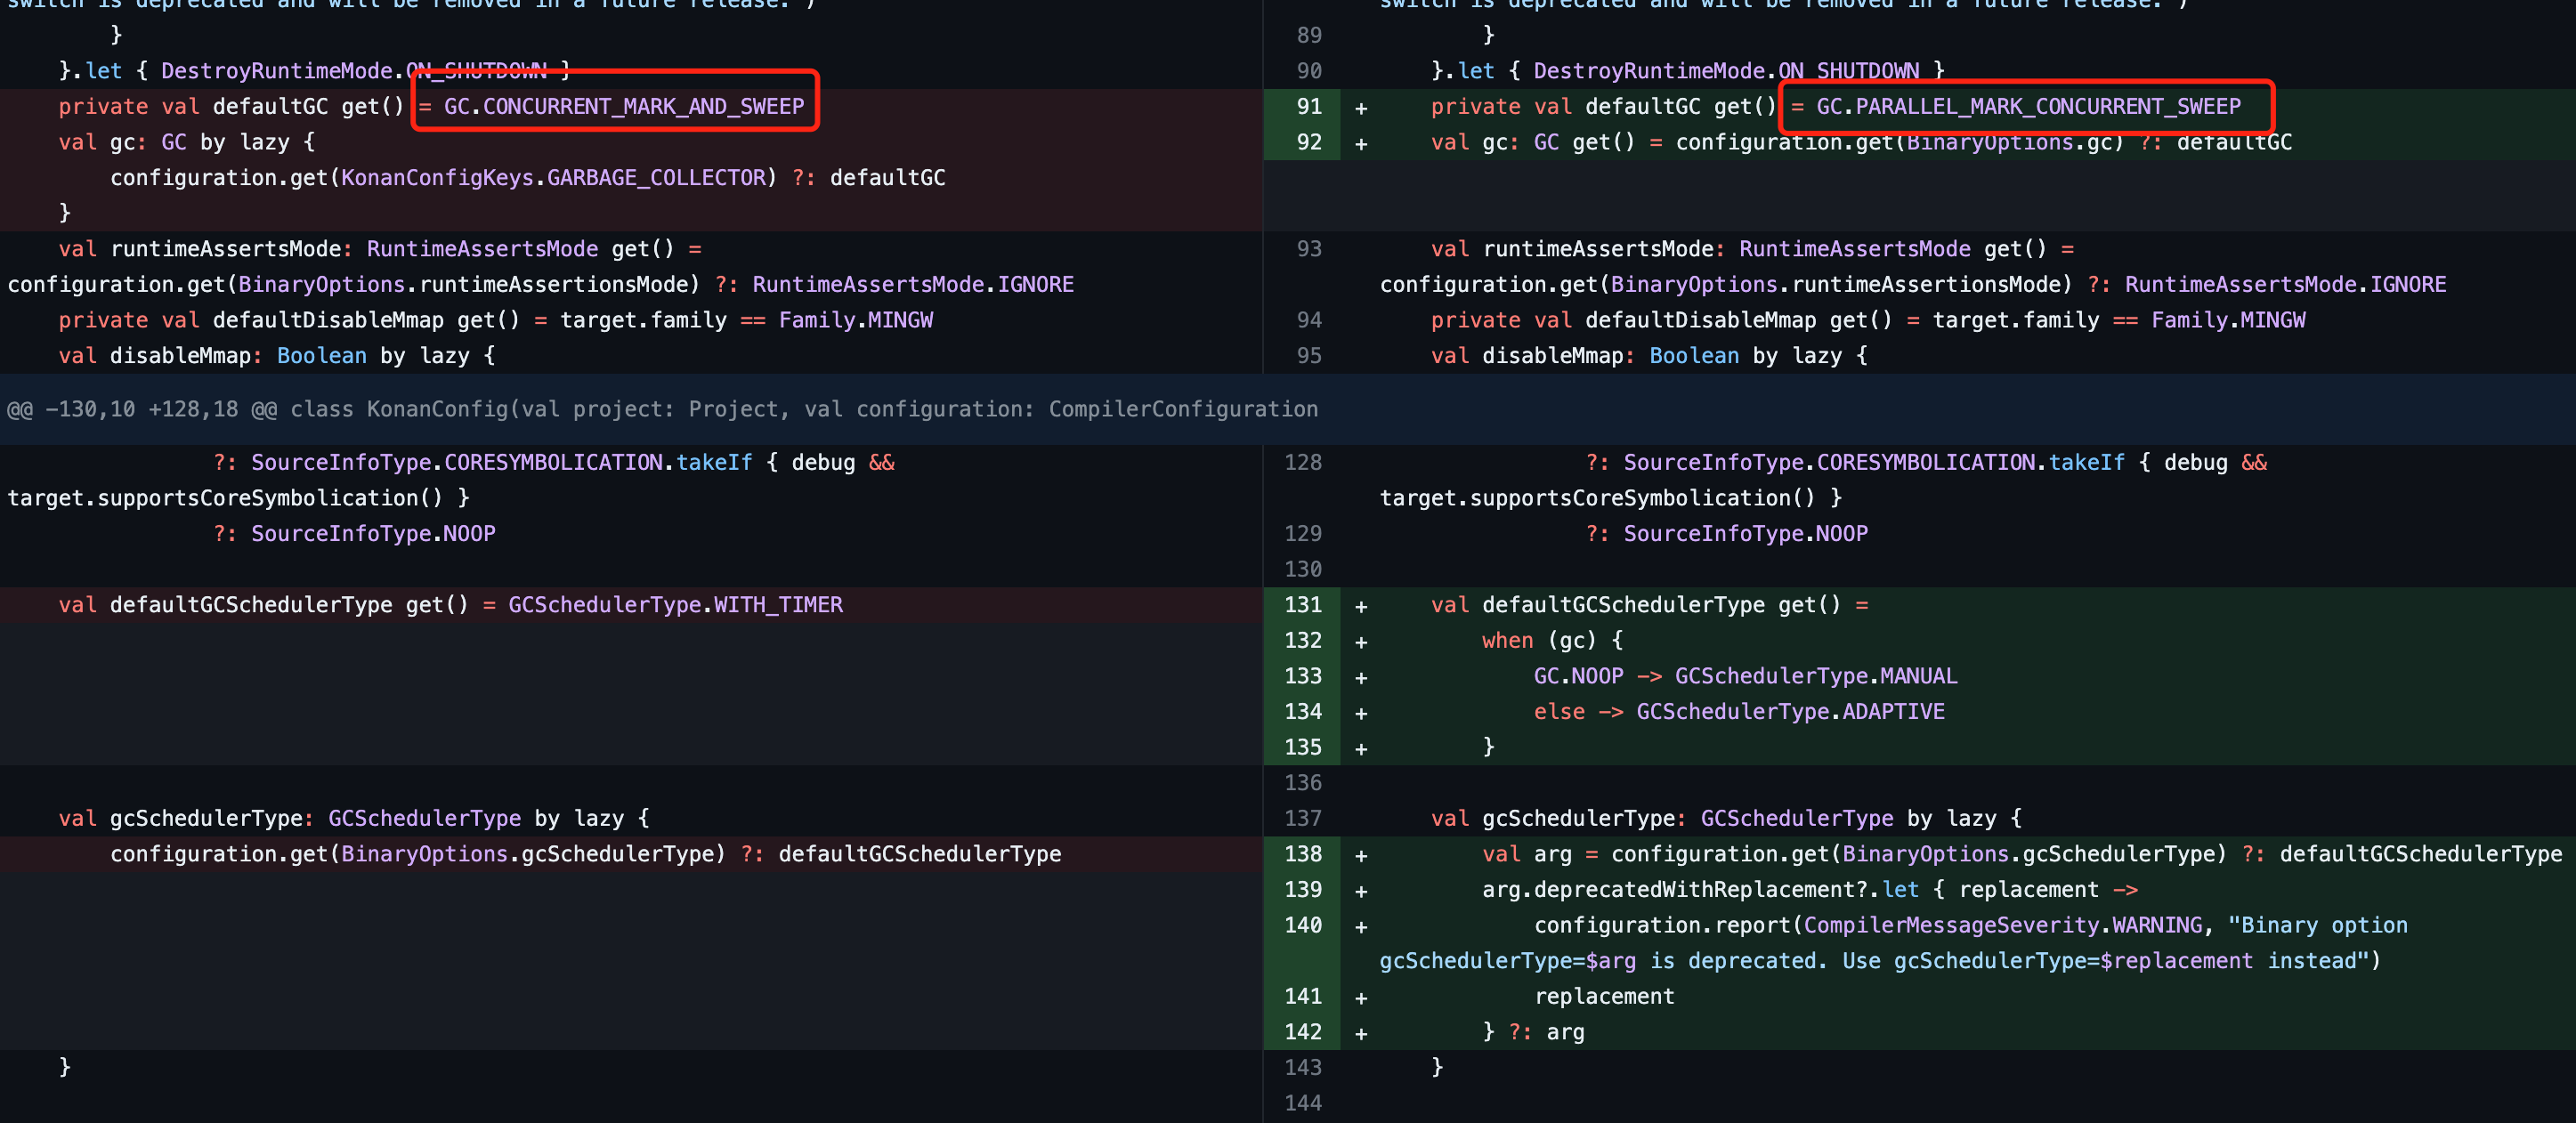 switch is deprecated and will be removed in a future release.")
        }
    }.let { DestroyRuntimeMode.ON_SHUTDOWN }
    private val defaultGC get() = GC.CONCURRENT_MARK_AND_SWEEP
    val gc: GC by lazy {
        configuration.get(KonanConfigKeys.GARBAGE_COLLECTOR) ?: defaultGC
    }
    val runtimeAssertsMode: RuntimeAssertsMode get() =
configuration.get(BinaryOptions.runtimeAssertionsMode) ?: RuntimeAssertsMode.IGNORE
    private val defaultDisableMmap get() = target.family == Family.MINGW
    val disableMmap: Boolean by lazy {
@@ -130,10 +128,18 @@ class KonanConfig(val project: Project, val configuration: CompilerConfiguration
                ?: SourceInfoType.CORESYMBOLICATION.takeIf { debug &&
target.supportsCoreSymbolication() }
                ?: SourceInfoType.NOOP
    val defaultGCSchedulerType get() = GCSchedulerType.WITH_TIMER
    val gcSchedulerType: GCSchedulerType by lazy {
        configuration.get(BinaryOptions.gcSchedulerType) ?: defaultGCSchedulerType
    }
switch is deprecated and will be removed in a future release.")
89         }
90     }.let { DestroyRuntimeMode.ON_SHUTDOWN }
91 +     private val defaultGC get() = GC.PARALLEL_MARK_CONCURRENT_SWEEP
92 +     val gc: GC get() = configuration.get(BinaryOptions.gc) ?: defaultGC
93     val runtimeAssertsMode: RuntimeAssertsMode get() =
configuration.get(BinaryOptions.runtimeAssertionsMode) ?: RuntimeAssertsMode.IGNORE
94     private val defaultDisableMmap get() = target.family == Family.MINGW
95     val disableMmap: Boolean by lazy {
128                 ?: SourceInfoType.CORESYMBOLICATION.takeIf { debug &&
target.supportsCoreSymbolication() }
129                 ?: SourceInfoType.NOOP
130
131 +     val defaultGCSchedulerType get() =
132 +         when (gc) {
133 +             GC.NOOP -> GCSchedulerType.MANUAL
134 +             else -> GCSchedulerType.ADAPTIVE
135 +         }
136
137     val gcSchedulerType: GCSchedulerType by lazy {
138 +         val arg = configuration.get(BinaryOptions.gcSchedulerType) ?: defaultGCSchedulerType
139 +         arg.deprecatedWithReplacement?.let { replacement ->
140 +             configuration.report(CompilerMessageSeverity.WARNING, "Binary option
gcSchedulerType=$arg is deprecated. Use gcSchedulerType=$replacement instead")
141 +             replacement
142 +         } ?: arg
143     }
144